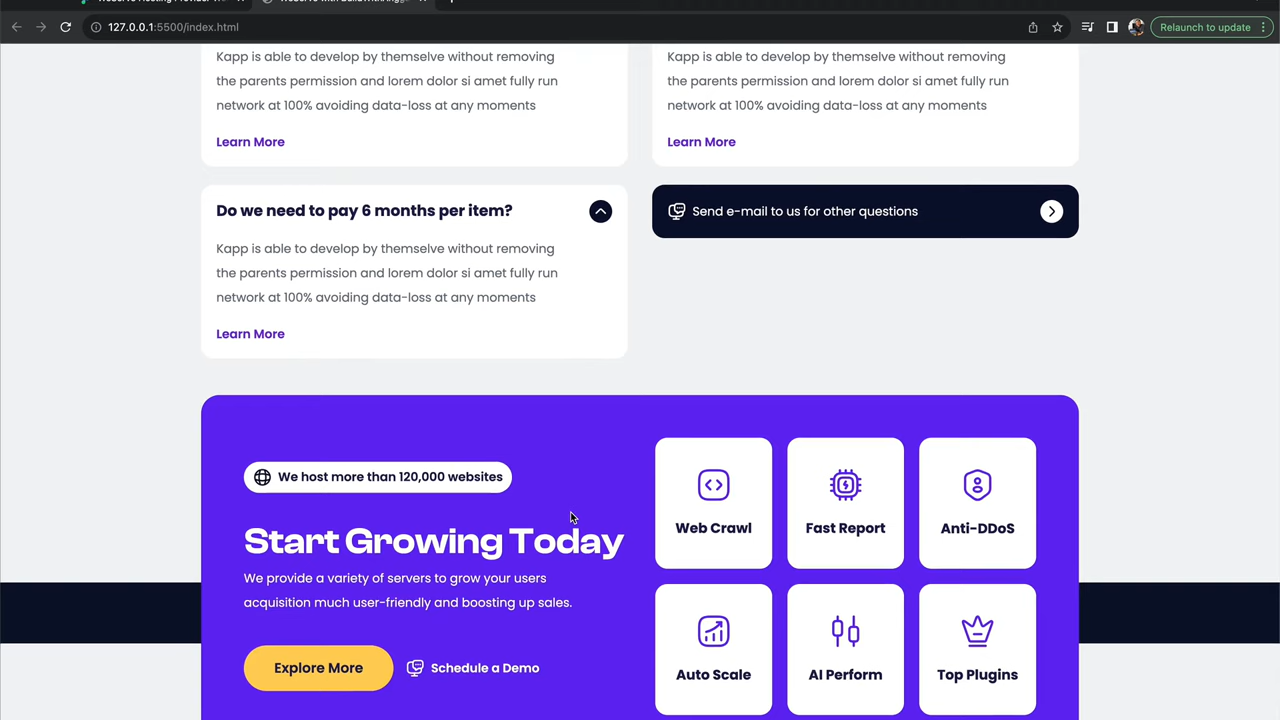 127.0.0.1:5500/index.html
Relaunch to update
Kapp is able to develop by themselve without removing
the parents permission and lorem dolor si amet fully run
network at 100% avoiding data-loss at any moments
Learn More
Kapp is able to develop by themselve without removing
the parents permission and lorem dolor si amet fully run
network at 100% avoiding data-loss at any moments
Learn More
Do we need to pay 6 months per item?
Kapp is able to develop by themselve without removing
the parents permission and lorem dolor si amet fully run
network at 100% avoiding data-loss at any moments
Learn More
Send e-mail to us for other questions
We host more than 120,000 websites
Start Growing Today
We provide a variety of servers to grow your users
acquisition much user-friendly and boosting up sales.
Explore More
Schedule a Demo
Web Crawl
Fast Report
Anti-DDoS
Auto Scale
AI Perform
Top Plugins